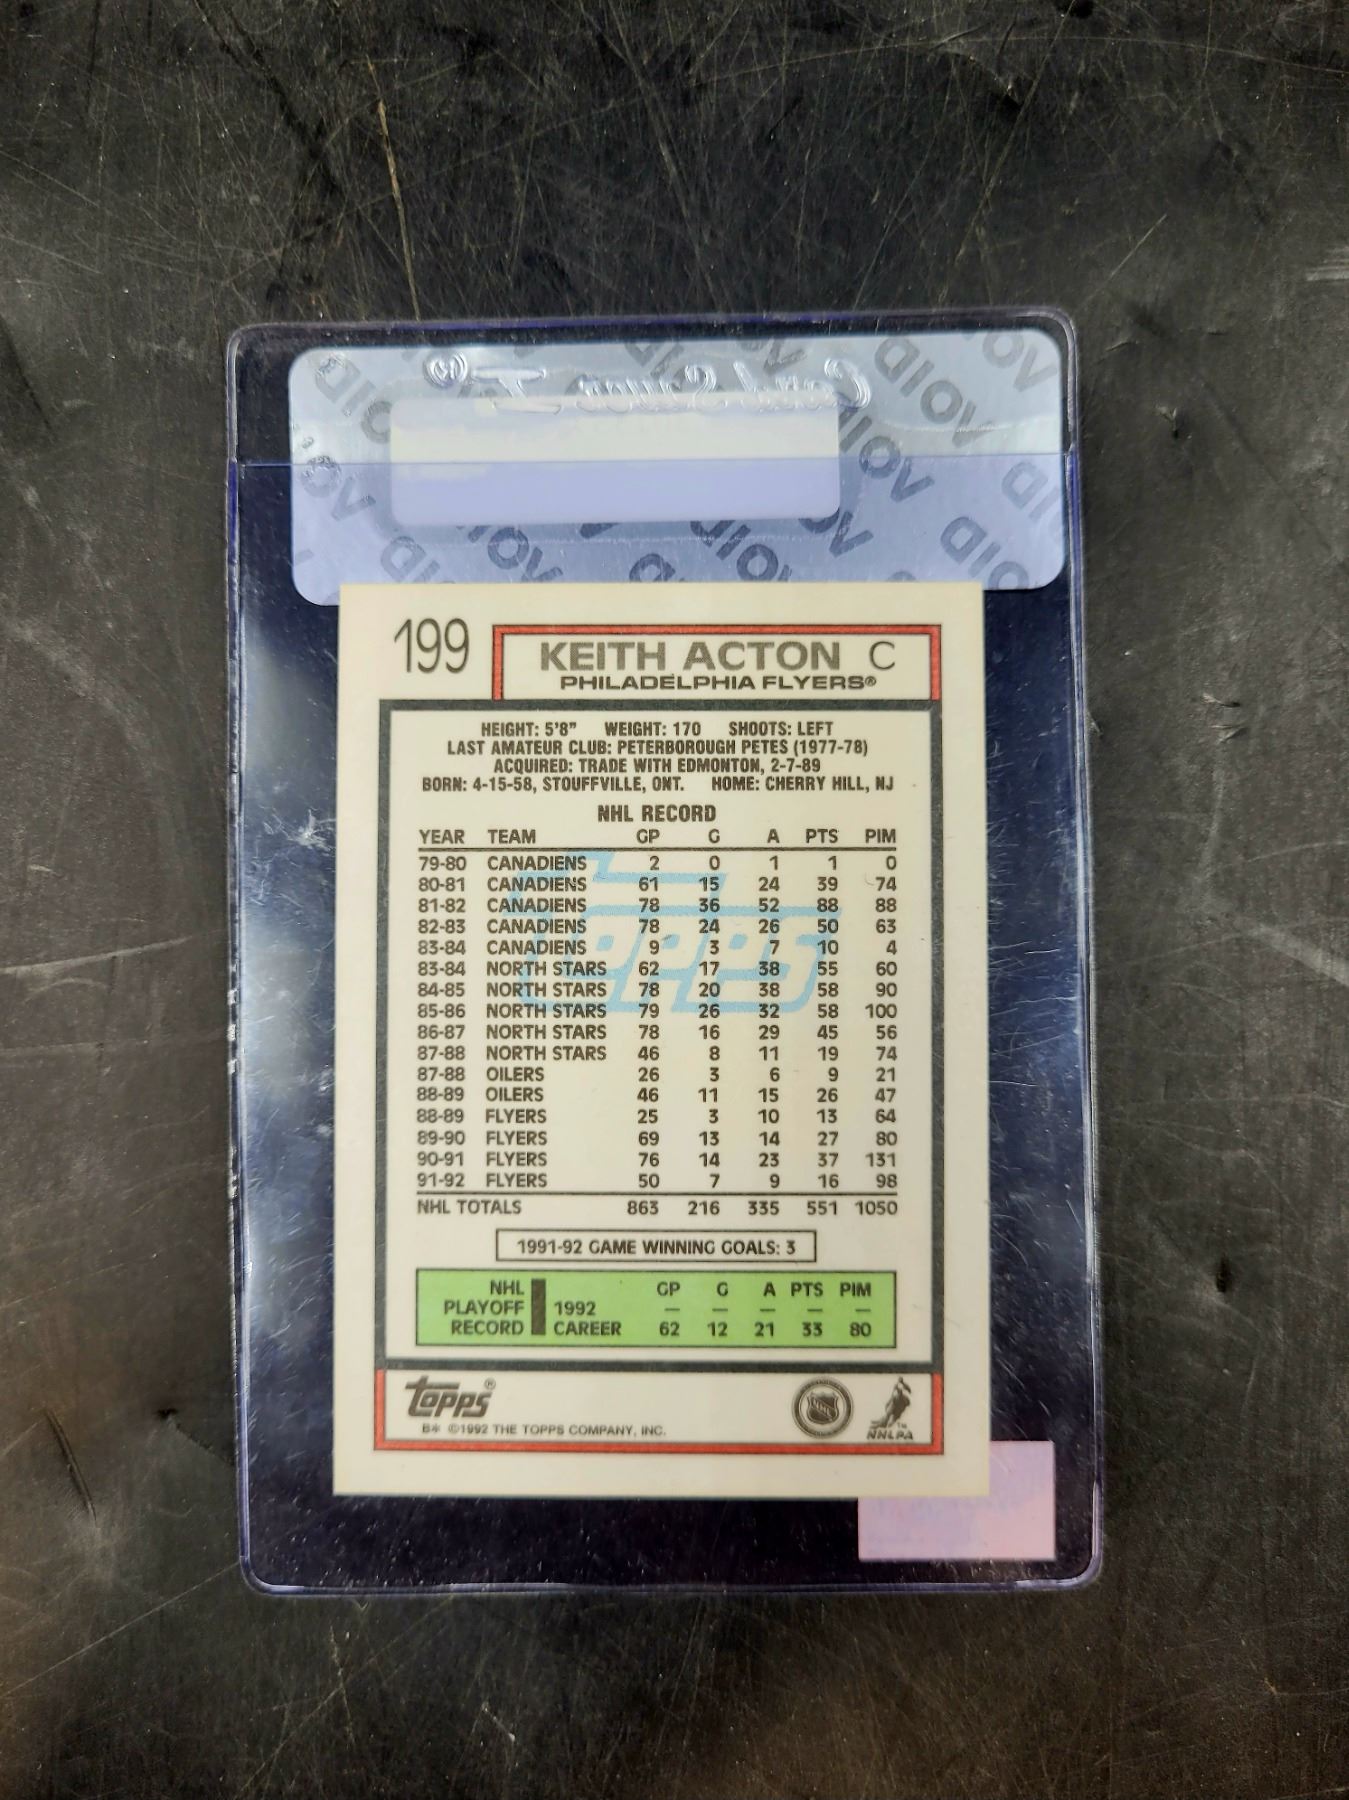 Card Saver I ®
VOID VOID VOID VOID
VOID VOID VOID VOID
199
KEITH ACTON C
PHILADELPHIA FLYERS®
HEIGHT: 5'8" WEIGHT: 170 SHOOTS: LEFT
LAST AMATEUR CLUB: PETERBOROUGH PETES (1977-78)
ACQUIRED: TRADE WITH EDMONTON, 2-7-89
BORN: 4-15-58, STOUFFVILLE, ONT. HOME: CHERRY HILL, NJ
NHL RECORD
YEAR TEAM GP G A PTS PIM
79-80 CANADIENS 2 0 1 1 0
80-81 CANADIENS 61 15 24 39 74
81-82 CANADIENS 78 36 52 88 88
82-83 CANADIENS 78 24 26 50 63
83-84 CANADIENS 9 3 7 10 4
83-84 NORTH STARS 62 17 38 55 60
84-85 NORTH STARS 78 20 38 58 90
85-86 NORTH STARS 79 26 32 58 100
86-87 NORTH STARS 78 16 29 45 56
87-88 NORTH STARS 46 8 11 19 74
87-88 OILERS 26 3 6 9 21
88-89 OILERS 46 11 15 26 47
88-89 FLYERS 25 3 10 13 64
89-90 FLYERS 69 13 14 27 80
90-91 FLYERS 76 14 23 37 131
91-92 FLYERS 50 7 9 16 98
NHL TOTALS 863 216 335 551 1050
Topps
1991-92 GAME WINNING GOALS: 3
NHL PLAYOFF RECORD
GP G A PTS PIM
1992 — — — — —
CAREER 62 12 21 33 80
Topps®
B* ©1992 THE TOPPS COMPANY, INC.
NHL
NHLPA™